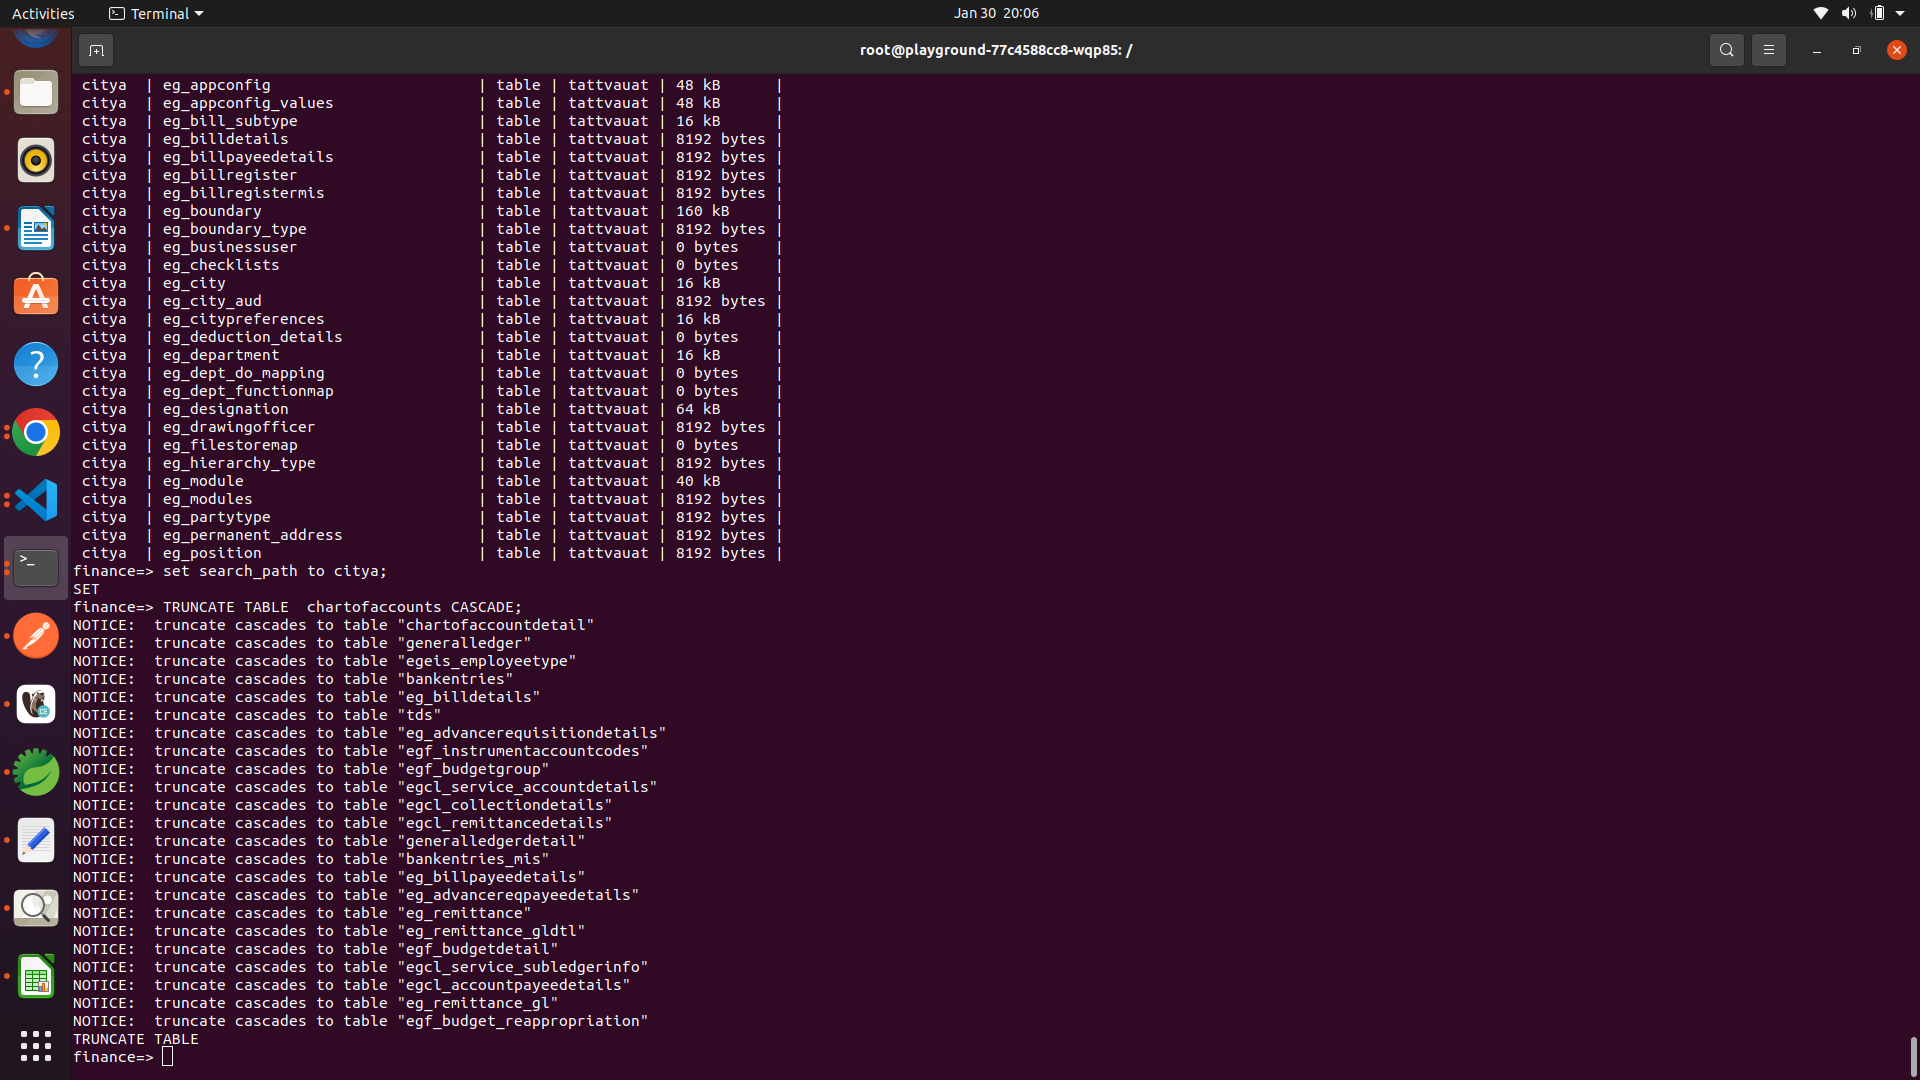 Activities
Terminal
Jan 30 20:06
root@playground-77c4588cc8-wqp85: /
citya | eg_appconfig | table | tattvauat | 48 kB |
citya | eg_appconfig_values | table | tattvauat | 48 kB |
citya | eg_bill_subtype | table | tattvauat | 16 kB |
citya | eg_billdetails | table | tattvauat | 8192 bytes |
citya | eg_billpayeedetails | table | tattvauat | 8192 bytes |
citya | eg_billregister | table | tattvauat | 8192 bytes |
citya | eg_billregistermis | table | tattvauat | 8192 bytes |
citya | eg_boundary | table | tattvauat | 160 kB |
citya | eg_boundary_type | table | tattvauat | 8192 bytes |
citya | eg_businessuser | table | tattvauat | 0 bytes |
citya | eg_checklists | table | tattvauat | 0 bytes |
citya | eg_city | table | tattvauat | 16 kB |
citya | eg_city_aud | table | tattvauat | 8192 bytes |
citya | eg_citypreferences | table | tattvauat | 16 kB |
citya | eg_deduction_details | table | tattvauat | 0 bytes |
citya | eg_department | table | tattvauat | 16 kB |
citya | eg_dept_do_mapping | table | tattvauat | 0 bytes |
citya | eg_dept_functionmap | table | tattvauat | 0 bytes |
citya | eg_designation | table | tattvauat | 64 kB |
citya | eg_drawingofficer | table | tattvauat | 8192 bytes |
citya | eg_filestoremap | table | tattvauat | 0 bytes |
citya | eg_hierarchy_type | table | tattvauat | 8192 bytes |
citya | eg_module | table | tattvauat | 40 kB |
citya | eg_modules | table | tattvauat | 8192 bytes |
citya | eg_partytype | table | tattvauat | 8192 bytes |
citya | eg_permanent_address | table | tattvauat | 8192 bytes |
citya | eg_position | table | tattvauat | 8192 bytes |
finance=> set search_path to citya;
SET
finance=> TRUNCATE TABLE  chartofaccounts CASCADE;
NOTICE:  truncate cascades to table "chartofaccountdetail"
NOTICE:  truncate cascades to table "generalledger"
NOTICE:  truncate cascades to table "egeis_employeetype"
NOTICE:  truncate cascades to table "bankentries"
NOTICE:  truncate cascades to table "eg_billdetails"
NOTICE:  truncate cascades to table "tds"
NOTICE:  truncate cascades to table "eg_advancerequisitiondetails"
NOTICE:  truncate cascades to table "egf_instrumentaccountcodes"
NOTICE:  truncate cascades to table "egf_budgetgroup"
NOTICE:  truncate cascades to table "egcl_service_accountdetails"
NOTICE:  truncate cascades to table "egcl_collectiondetails"
NOTICE:  truncate cascades to table "egcl_remittancedetails"
NOTICE:  truncate cascades to table "generalledgerdetail"
NOTICE:  truncate cascades to table "bankentries_mis"
NOTICE:  truncate cascades to table "eg_billpayeedetails"
NOTICE:  truncate cascades to table "eg_advancereqpayeedetails"
NOTICE:  truncate cascades to table "eg_remittance"
NOTICE:  truncate cascades to table "eg_remittance_gldtl"
NOTICE:  truncate cascades to table "egf_budgetdetail"
NOTICE:  truncate cascades to table "egcl_service_subledgerinfo"
NOTICE:  truncate cascades to table "egcl_accountpayeedetails"
NOTICE:  truncate cascades to table "eg_remittance_gl"
NOTICE:  truncate cascades to table "egf_budget_reappropriation"
TRUNCATE TABLE
finance=>